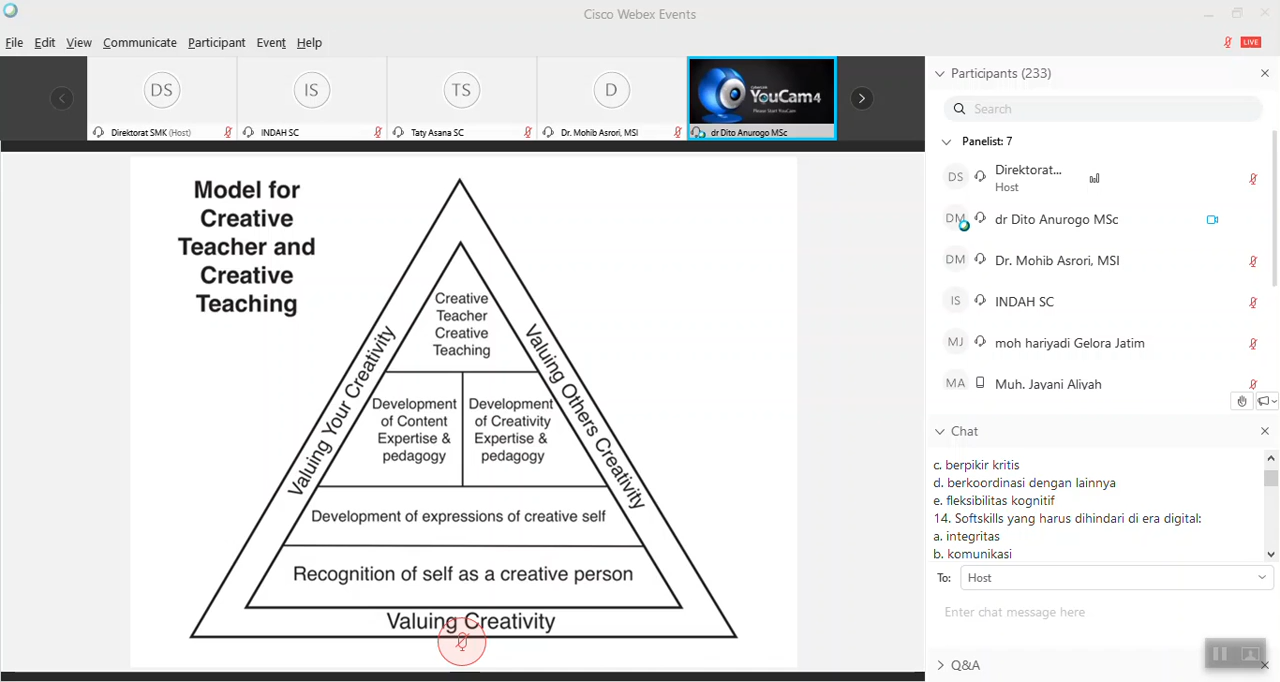 Cisco Webex Events
File Edit View Communicate Participant Event Help
LIVE
DS
IS
TS
D
YouCam4
Please Start YouCam
Direktorat SMK (Host)
INDAH SC
Taty Asana SC
Dr. Mohib Asrori, MSI
dr Dito Anurogo MSc
Model for
Creative
Teacher and
Creative
Teaching
Creative
Teacher
Creative
Teaching
Valuing Your Creativity
Valuing Others Creativity
Development
of Content
Expertise &
pedagogy
Development
of Creativity
Expertise &
pedagogy
Development of expressions of creative self
Recognition of self as a creative person
Valuing Creativity
Participants (233)
Search
Panelist: 7
DS Direktorat...
Host
DM dr Dito Anurogo MSc
DM Dr. Mohib Asrori, MSI
IS INDAH SC
MJ moh hariyadi Gelora Jatim
MA Muh. Jayani Aliyah
Chat
c. berpikir kritis
d. berkoordinasi dengan lainnya
e. fleksibilitas kognitif
14. Softskills yang harus dihindari di era digital:
a. integritas
b. komunikasi
To: Host
Enter chat message here
Q&A